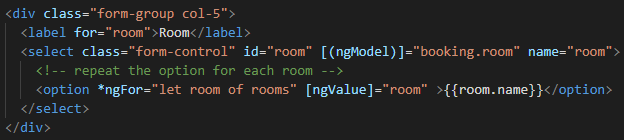 <div class="form-group col-5">
<label for="room">Room</label>
<select class="form-control" id="room" [(ngModel)]="booking.room" name="room">
<!-- repeat the option for each room -->
<option *ngFor="let room of rooms" [ngValue]="room" >{{room.name}}</option>
</select>
</div>